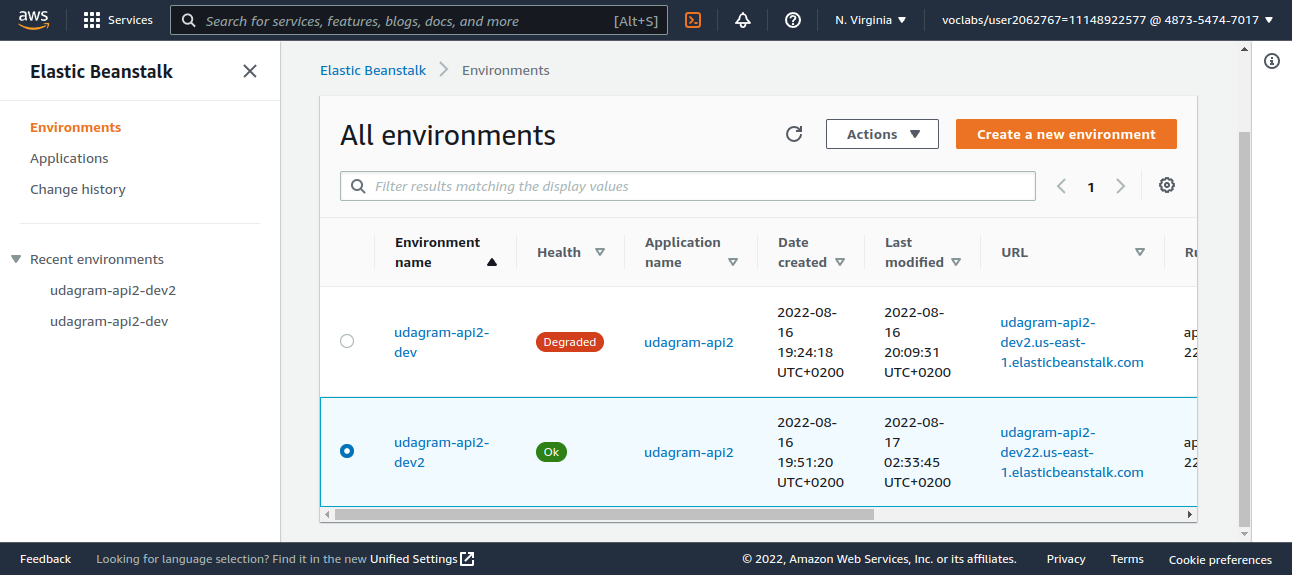 aws
Services
Search for services, features, blogs, docs, and more
[Alt+S]
N. Virginia
voclabs/user2062767=11148922577 @ 4873-5474-7017
Elastic Beanstalk
Environments
Applications
Change history
Recent environments
udagram-api2-dev2
udagram-api2-dev
Elastic Beanstalk
Environments
All environments
Actions
Create a new environment
Filter results matching the display values
1
Environment
name
Health
Application
name
Date
created
Last
modified
URL
udagram-api2-
dev
Degraded
udagram-api2
2022-08-
16
19:24:18
UTC+0200
2022-08-
16
20:09:31
UTC+0200
udagram-api2-
dev2.us-east-
1.elasticbeanstalk.com
udagram-api2-
dev2
Ok
udagram-api2
2022-08-
16
19:51:20
UTC+0200
2022-08-
17
02:33:45
UTC+0200
udagram-api2-
dev22.us-east-
1.elasticbeanstalk.com
Feedback
Looking for language selection? Find it in the new Unified Settings
© 2022, Amazon Web Services, Inc. or its affiliates.
Privacy
Terms
Cookie preferences